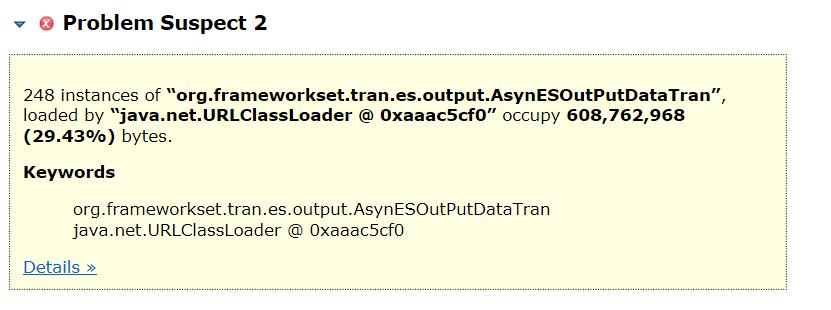 Problem Suspect 2
248 instances of “org.frameworkset.tran.es.output.AsynESOutPutDataTran”,
loaded by “java.net.URLClassLoader @ 0xaaac5cf0” occupy 608,762,968
(29.43%) bytes.
Keywords
org.frameworkset.tran.es.output.AsynESOutPutDataTran
java.net.URLClassLoader @ 0xaaac5cf0
Details »